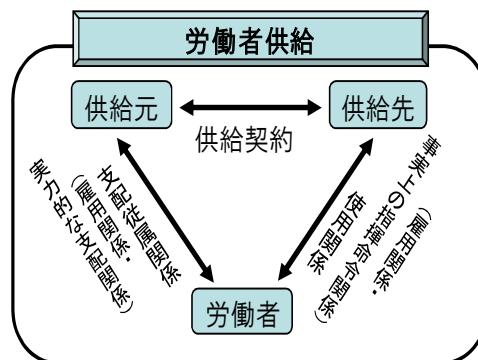 労働者供給
供給元
供給先
供給契約
支配従属関係
(雇用関係・
実力的な支配関係)
使用関係
(雇用関係・
事実上の指揮命令関係)
労働者